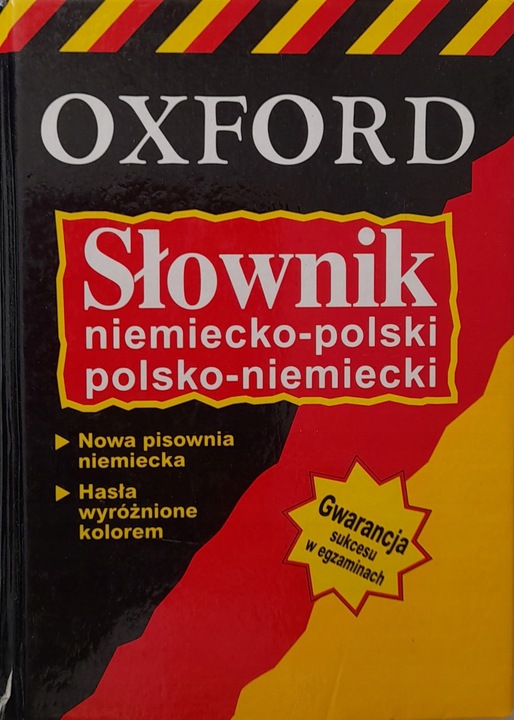 OXFORD
Słownik
niemiecko-polski
polsko-niemiecki
Nowa pisownia
niemiecka
Hasła
wyróżnione
kolorem
Gwarancja
sukcesu
w egzaminach